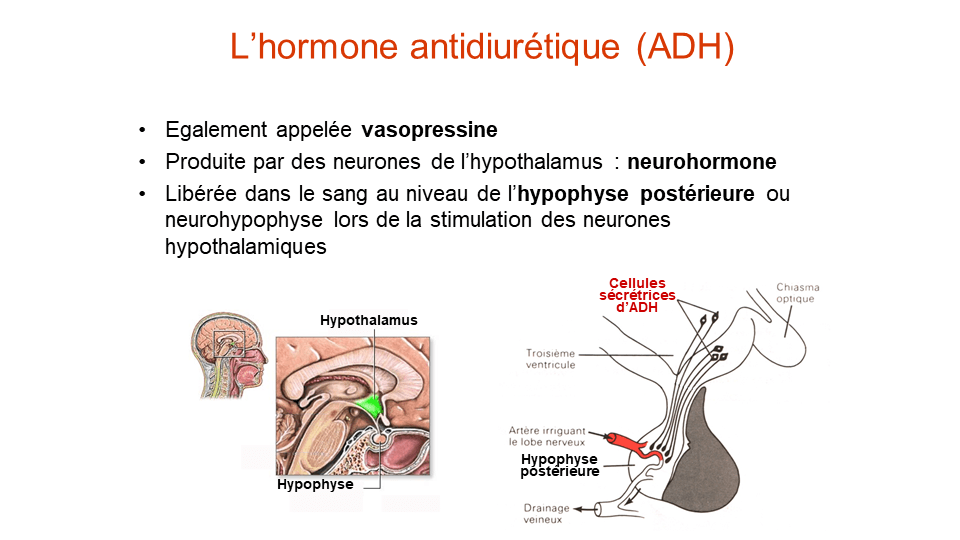 L’hormone antidiurétique (ADH)
• Egalement appelée vasopressine
• Produite par des neurones de l’hypothalamus : neurohormone
• Libérée dans le sang au niveau de l’hypophyse postérieure ou
neurohypophyse lors de la stimulation des neurones
hypothalamiques
Hypothalamus
Hypophyse
Cellules
sécrétrices
d’ADH
Chiasma
optique
Troisième
ventricule
Artère irriguant
le lobe nerveux
Hypophyse
postérieure
Drainage
veineux